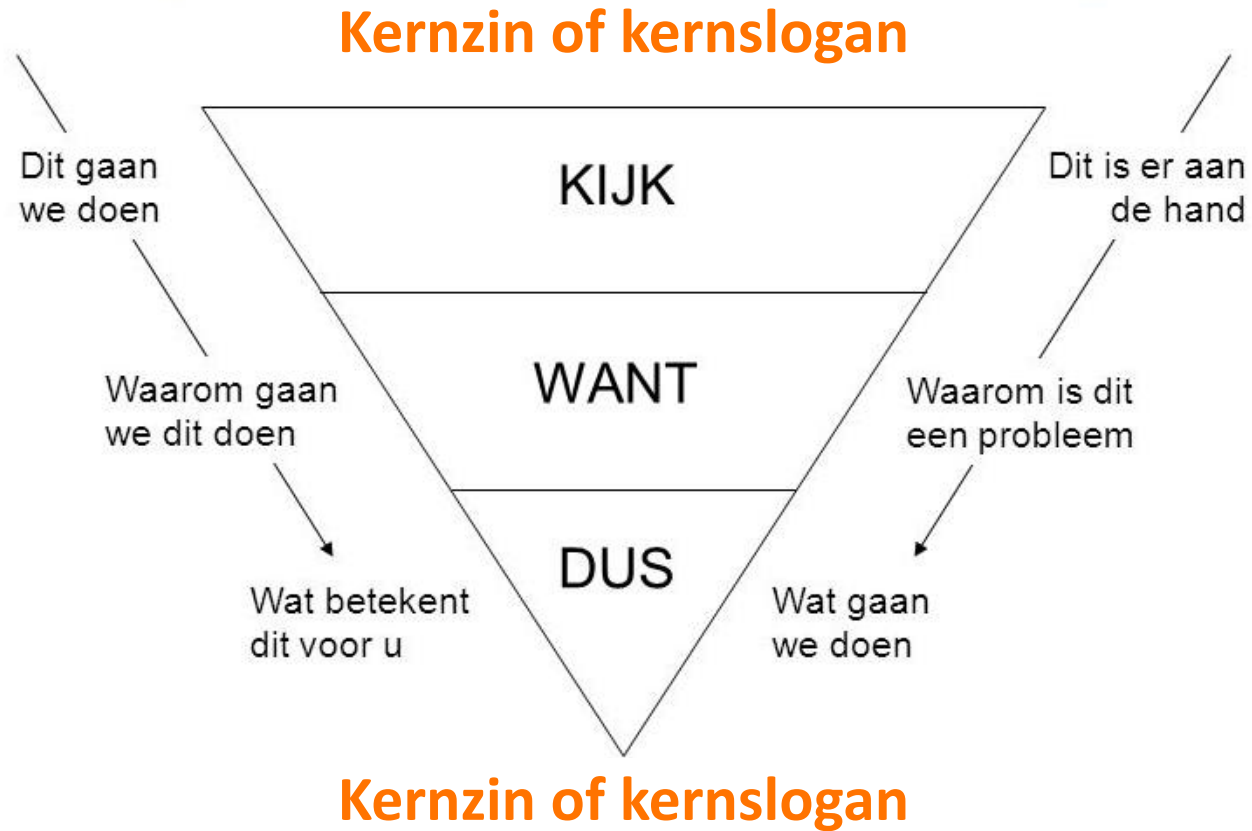 Kernzin of kernslogan
KIJK
Dit gaan
we doen
Dit is er aan
de hand
WANT
Waarom gaan
we dit doen
Waarom is dit
een probleem
DUS
Wat betekent
dit voor u
Wat gaan
we doen
Kernzin of kernslogan